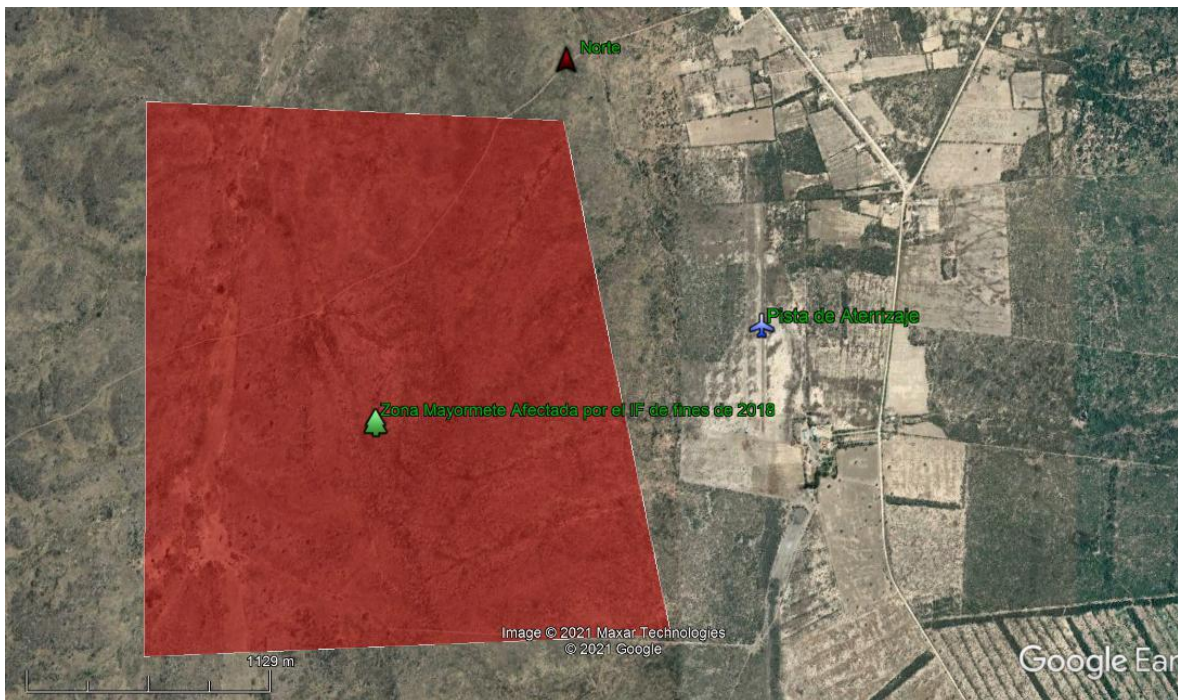 Norte
Pista de Aterrizaje
Zona Mayormete Afectada por el IF de fines de 2018
Image © 2021 Maxar Technologies
© 2021 Google
1129 m
Google Ear